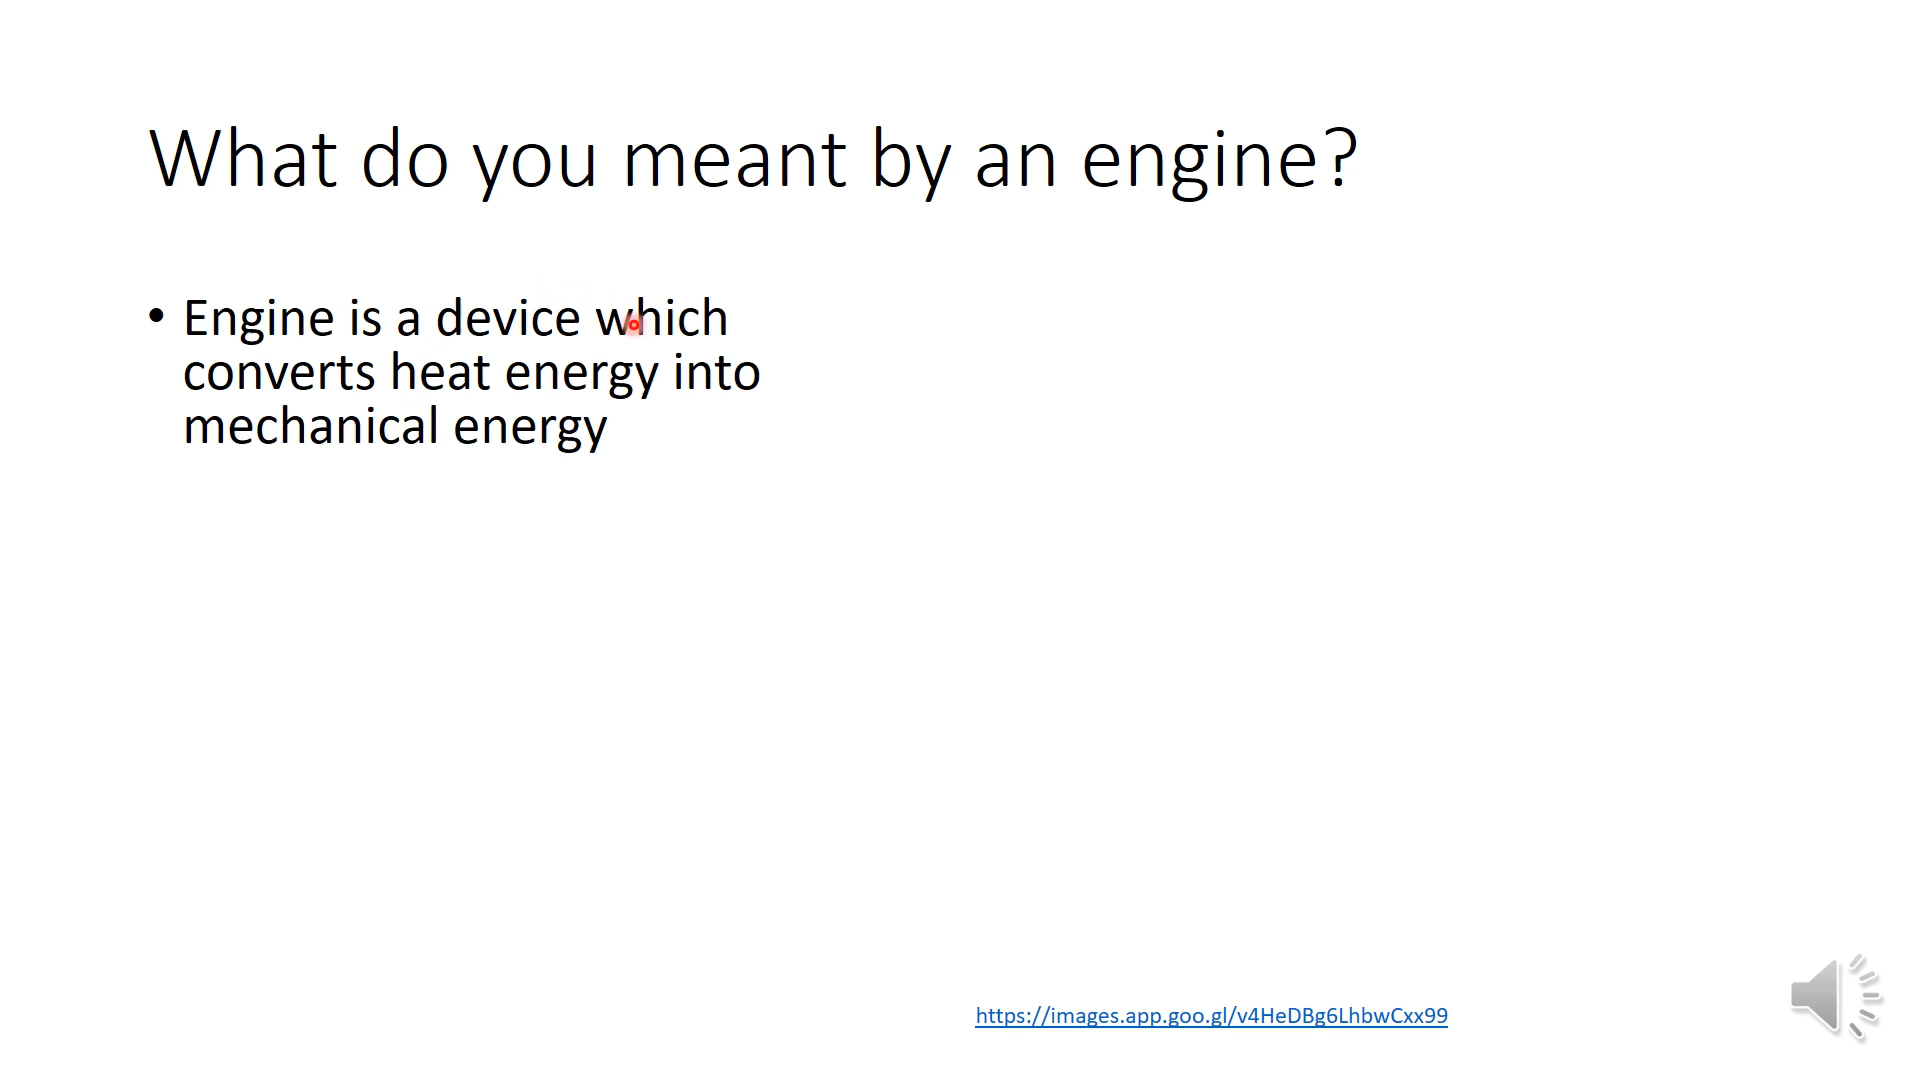 What do you meant by an engine?
• Engine is a device which
converts heat energy into
mechanical energy
https://images.app.goo.gl/v4HeDBg6LhbwCxx99